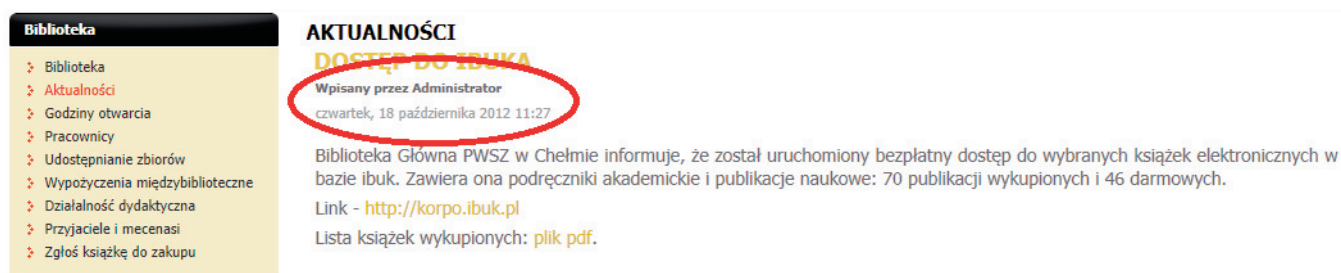 Biblioteka
Biblioteka
Aktualności
Godziny otwarcia
Pracownicy
Udostępnianie zbiorów
Wypożyczenia międzybiblioteczne
Działalność dydaktyczna
Przyjaciele i mecenasi
Zgłoś książkę do zakupu
AKTUALNOŚCI
DOSTĘP DO IBUKA
Wpisany przez Administrator
czwartek, 18 października 2012 11:27
Biblioteka Główna PWSZ w Chełmie informuje, że został uruchomiony bezpłatny dostęp do wybranych książek elektronicznych w
bazie ibuk. Zawiera ona podręczniki akademickie i publikacje naukowe: 70 publikacji wykupionych i 46 darmowych.
Link - http://korpo.ibuk.pl
Lista książek wykupionych: plik pdf.